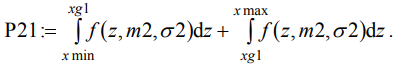 P21:= ∫_{x min}^{xg1} f(z,m2,σ2)dz + ∫_{xg1}^{x max} f(z,m2,σ2)dz .